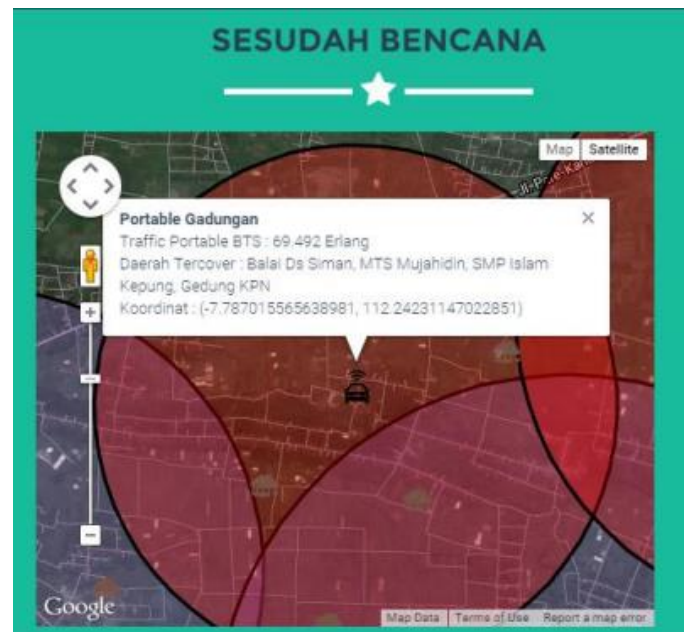 SESUDAH BENCANA
Map Satellite
Portable Gadungan
Traffic Portable BTS : 69.492 Erlang
Daerah Tercover : Balai Ds Siman, MTS Mujahidin, SMP Islam
Kepung, Gedung KPN
Koordinat : (-7.787015565638981, 112.24231147022851)
Google
Map Data Terms of Use Report a map error